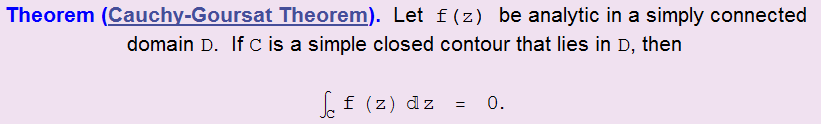 Theorem (Cauchy-Goursat Theorem). Let f(z) be analytic in a simply connected
domain D. If C is a simple closed contour that lies in D, then
∫_C f (z) ⅆz = 0.